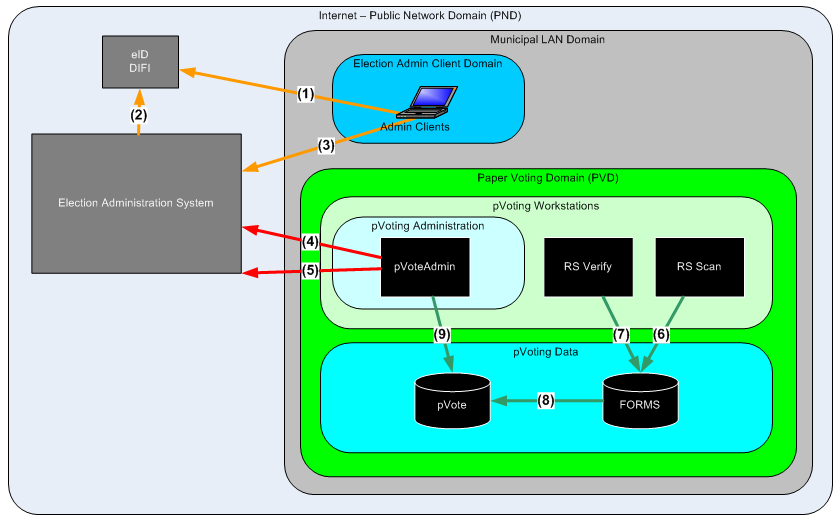 Internet – Public Network Domain (PND)
Municipal LAN Domain
eID
DIFI
Election Admin Client Domain
(1)
(2)
Admin Clients
(3)
Paper Voting Domain (PVD)
Election Administration System
pVoting Workstations
pVoting Administration
(4)
(5)
pVoteAdmin
RS Verify
RS Scan
(9)
(7)
(6)
pVoting Data
pVote
(8)
FORMS